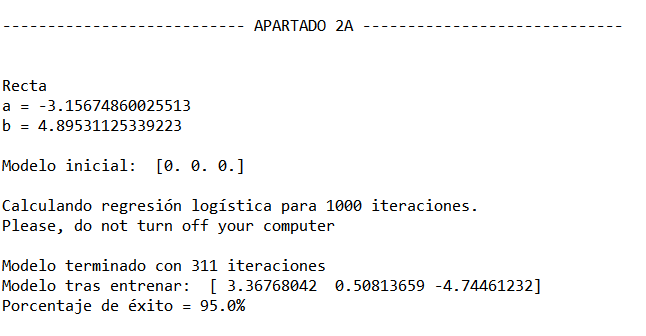 --------------------------- APARTADO 2A -----------------------------
Recta
a = -3.15674860025513
b = 4.89531125339223
Modelo inicial:  [0. 0. 0.]
Calculando regresión logística para 1000 iteraciones.
Please, do not turn off your computer
Modelo terminado con 311 iteraciones
Modelo tras entrenar:  [ 3.36768042  0.50813659 -4.74461232]
Porcentaje de éxito = 95.0%